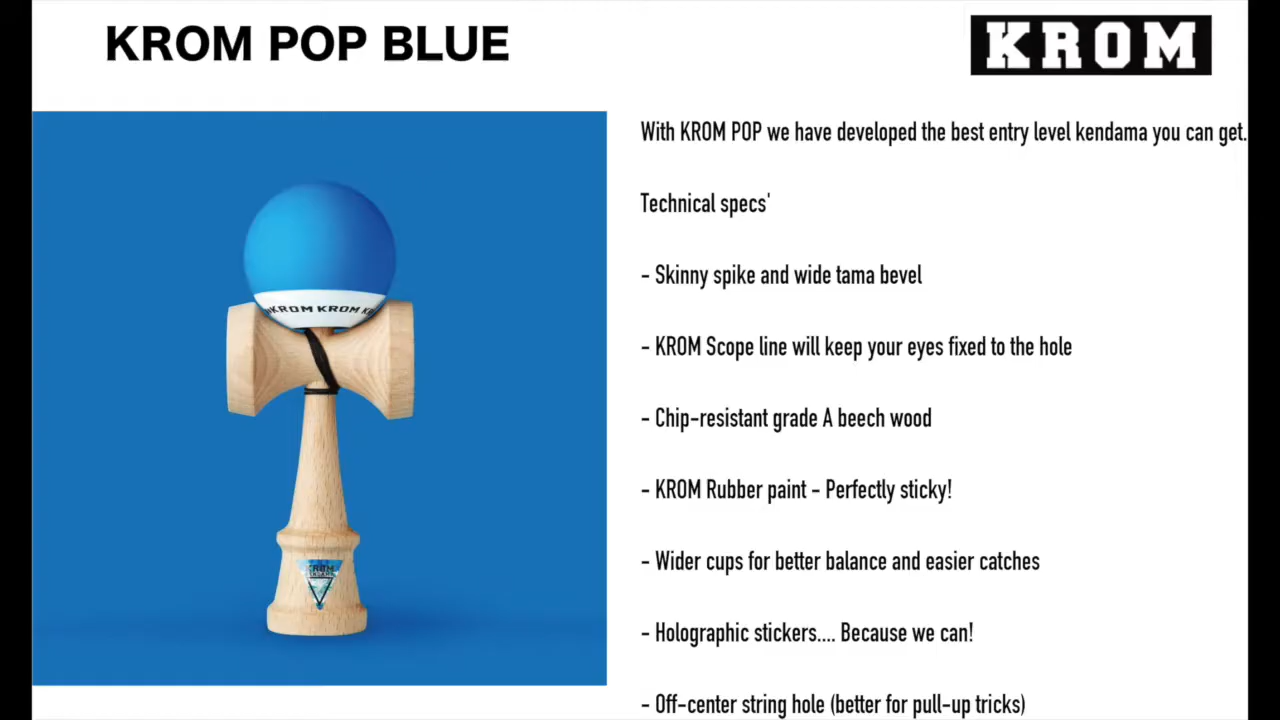 KROM POP BLUE
KROM
With KROM POP we have developed the best entry level kendama you can get.
Technical specs'
- Skinny spike and wide tama bevel
- KROM Scope line will keep your eyes fixed to the hole
- Chip-resistant grade A beech wood
- KROM Rubber paint - Perfectly sticky!
- Wider cups for better balance and easier catches
- Holographic stickers.... Because we can!
- Off-center string hole (better for pull-up tricks)
KROM KROM
KROM